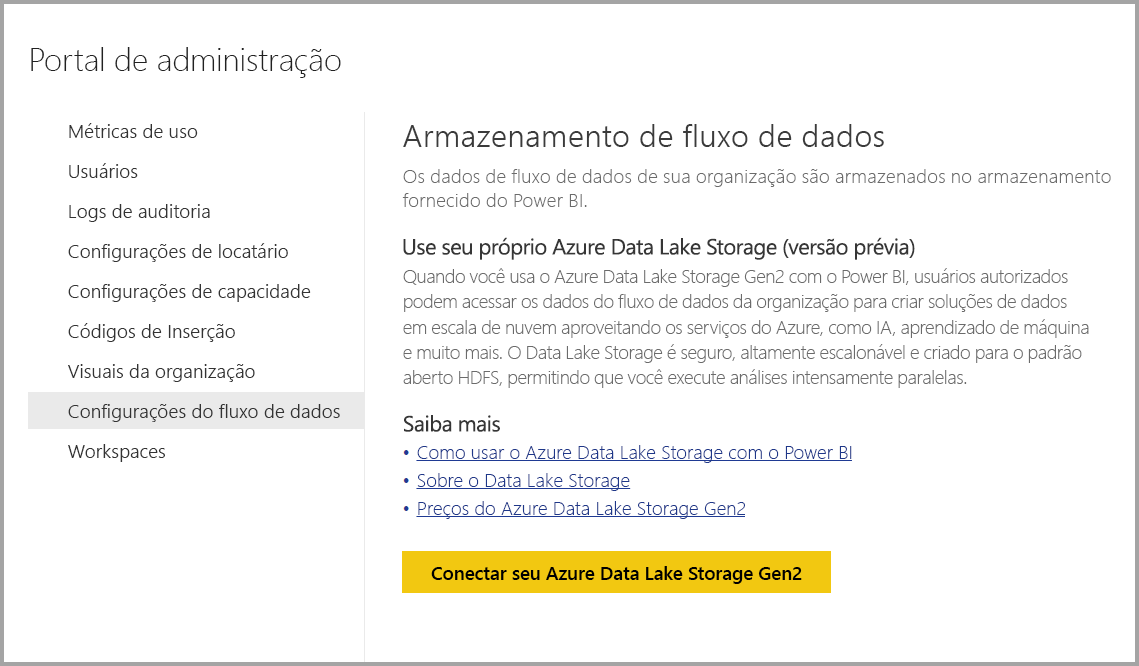 Portal de administração
Métricas de uso
Usuários
Logs de auditoria
Configurações de locatário
Configurações de capacidade
Códigos de Inserção
Visuais da organização
Configurações do fluxo de dados
Workspaces
Armazenamento de fluxo de dados
Os dados de fluxo de dados de sua organização são armazenados no armazenamento
fornecido do Power BI.
Use seu próprio Azure Data Lake Storage (versão prévia)
Quando você usa o Azure Data Lake Storage Gen2 com o Power BI, usuários autorizados
podem acessar os dados do fluxo de dados da organização para criar soluções de dados
em escala de nuvem aproveitando os serviços do Azure, como IA, aprendizado de máquina
e muito mais. O Data Lake Storage é seguro, altamente escalonável e criado para o padrão
aberto HDFS, permitindo que você execute análises intensamente paralelas.
Saiba mais
• Como usar o Azure Data Lake Storage com o Power BI
• Sobre o Data Lake Storage
• Preços do Azure Data Lake Storage Gen2
Conectar seu Azure Data Lake Storage Gen2